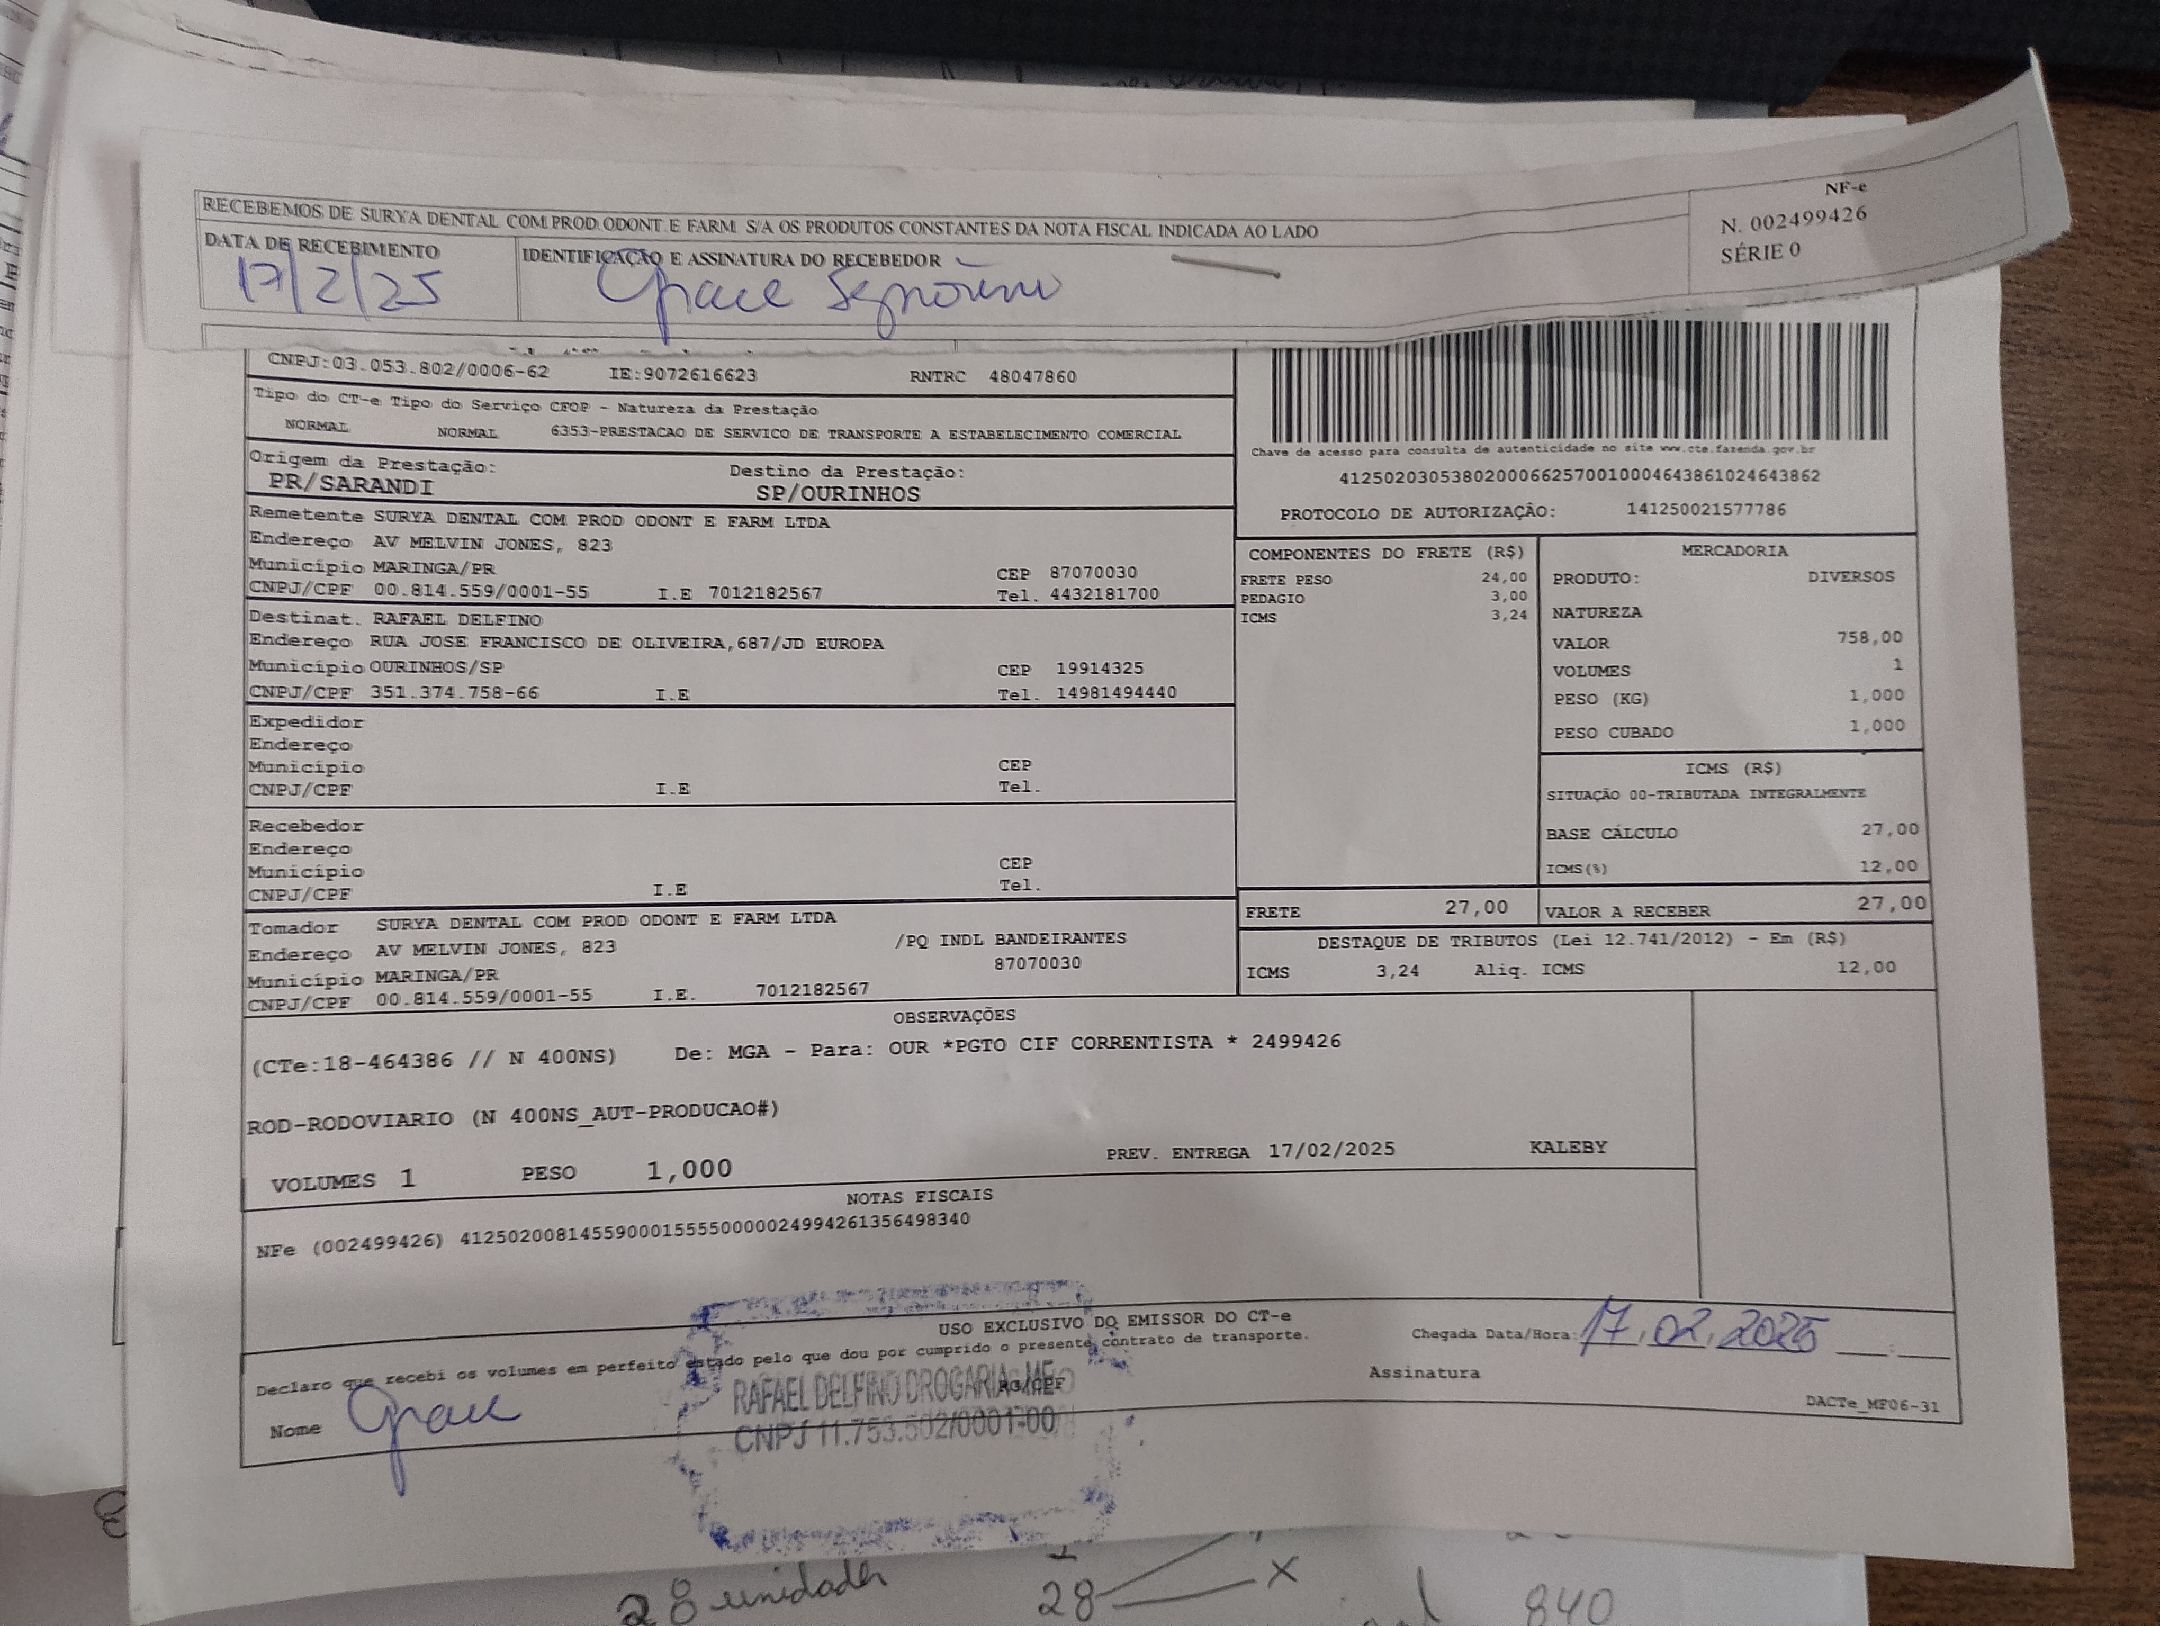 RECEBEMOS DE SURYA DENTAL COM PROD.ODONT.E FARM S/A OS PRODUTOS CONSTANTES DA NOTA FISCAL INDICADA AO LADO
NF-e
N. 002499426
SÉRIE 0
DATA DE RECEBIMENTO
17/2/25
IDENTIFICAÇÃO E ASSINATURA DO RECEBEDOR
Grace
CNPJ:03.053.802/0006-62 IE:9072616623 RNTRC 48047860
Tipo do CT-e Tipo do Serviço CFOP - Natureza da Prestação
NORMAL NORMAL 6353-PRESTACAO DE SERVICO DE TRANSPORTE A ESTABELECIMENTO COMERCIAL
Origem da Prestação: Destino da Prestação:
PR/SARANDI SP/OURINHOS
Chave de acesso para consulta de autenticidade no site www.cte.fazenda.gov.br
41250203053802000662570010004643861024643862
PROTOCOLO DE AUTORIZAÇÃO: 141250021577786
Remetente SURYA DENTAL COM PROD ODONT E FARM LTDA
Endereço AV MELVIN JONES, 823
Município MARINGA/PR CEP 87070030
CNPJ/CPF 00.814.559/0001-55 I.E 7012182567 Tel. 4432181700
Destinat. RAFAEL DELFINO
Endereço RUA JOSE FRANCISCO DE OLIVEIRA,687/JD EUROPA
Município OURINHOS/SP CEP 19914325
CNPJ/CPF 351.374.758-66 I.E Tel. 14981494440
Expedidor
Endereço
Município CEP
CNPJ/CPF I.E Tel.
Recebedor
Endereço
Município CEP
CNPJ/CPF I.E Tel.
Tomador SURYA DENTAL COM PROD ODONT E FARM LTDA
Endereço AV MELVIN JONES, 823 /PQ INDL BANDEIRANTES
Município MARINGA/PR 87070030
CNPJ/CPF 00.814.559/0001-55 I.E. 7012182567
COMPONENTES DO FRETE (R$)
FRETE PESO 24,00
PEDAGIO 3,00
ICMS 3,24
MERCADORIA
PRODUTO: DIVERSOS
NATUREZA
VALOR 758,00
VOLUMES 1
PESO (KG) 1,000
PESO CUBADO 1,000
ICMS (R$)
SITUAÇÃO 00-TRIBUTADA INTEGRALMENTE
BASE CÁLCULO 27,00
ICMS(%) 12,00
FRETE 27,00 VALOR A RECEBER 27,00
DESTAQUE DE TRIBUTOS (Lei 12.741/2012) - Em (R$)
ICMS 3,24 Aliq. ICMS 12,00
OBSERVAÇÕES
(CTe:18-464386 // N 400NS) De: MGA - Para: OUR *PGTO CIF CORRENTISTA * 2499426
ROD-RODOVIARIO (N 400NS_AUT-PRODUCAO#)
VOLUMES 1 PESO 1,000 PREV. ENTREGA 17/02/2025 KALEBY
NOTAS FISCAIS
NFe (002499426) 41250200814559000155550000024994261356498340
USO EXCLUSIVO DO EMISSOR DO CT-e
Declaro que recebi os volumes em perfeito estado pelo que dou por cumprido o presente contrato de transporte.
Chegada Data/Hora: 17.02.2025 ___:___
Nome Grace RG/CPF Assinatura
RAFAEL DELFINO DROGARIA ME
CNPJ 11.753.502/0001-00
DACTe_MF06-31
28 unidades 28 x 840